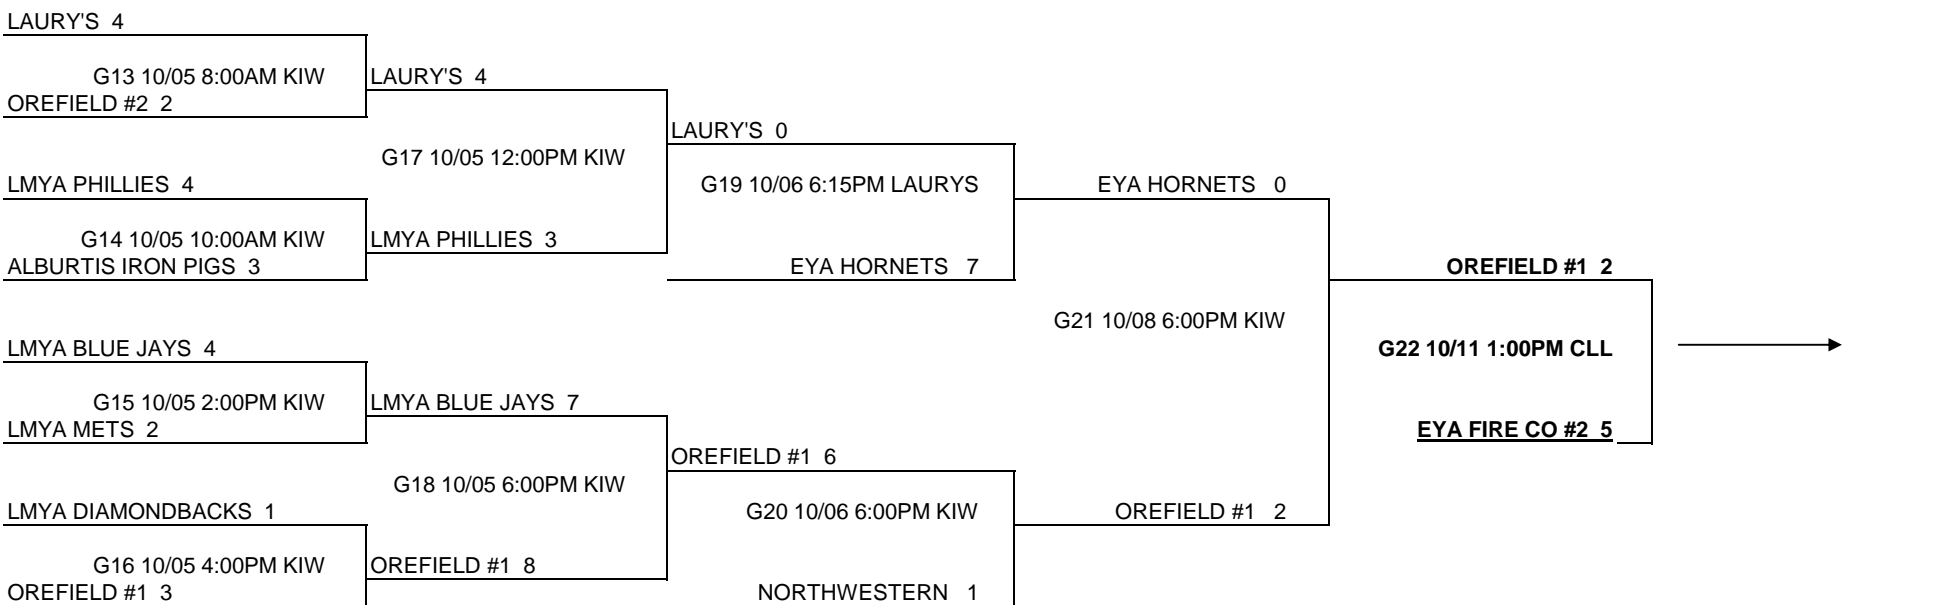 LAURY'S 4
G13 10/05 8:00AM KIW
LAURY'S 4
OREFIELD #2 2
LAURY'S 0
G17 10/05 12:00PM KIW
LMYA PHILLIES 4
G19 10/06 6:15PM LAURYS
EYA HORNETS 0
G14 10/05 10:00AM KIW
LMYA PHILLIES 3
ALBURTIS IRON PIGS 3
EYA HORNETS 7
OREFIELD #1 2
G21 10/08 6:00PM KIW
LMYA BLUE JAYS 4
G22 10/11 1:00PM CLL
G15 10/05 2:00PM KIW
LMYA BLUE JAYS 7
LMYA METS 2
EYA FIRE CO #2 5
OREFIELD #1 6
G18 10/05 6:00PM KIW
LMYA DIAMONDBACKS 1
G20 10/06 6:00PM KIW
OREFIELD #1 2
G16 10/05 4:00PM KIW
OREFIELD #1 8
OREFIELD #1 3
NORTHWESTERN 1